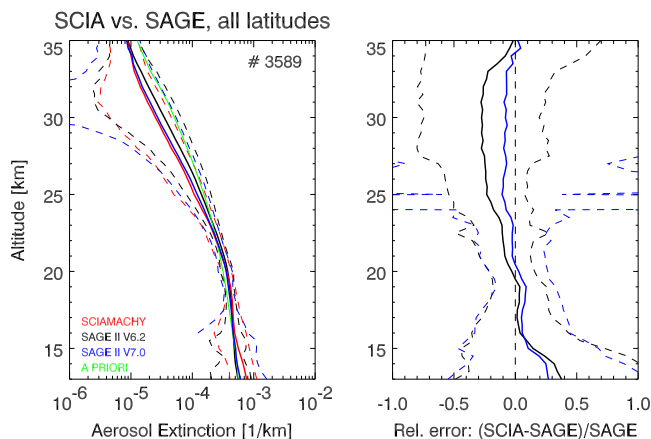 SCIA vs. SAGE, all latitudes
# 3589
35
30
25
20
15
Altitude [km]
SCIAMACHY
SAGE II V6.2
SAGE II V7.0
A PRIORI
10^-6 10^-5 10^-4 10^-3 10^-2
Aerosol Extinction [1/km]
35
30
25
20
15
-1.0 -0.5 0.0 0.5 1.0
Rel. error: (SCIA-SAGE)/SAGE